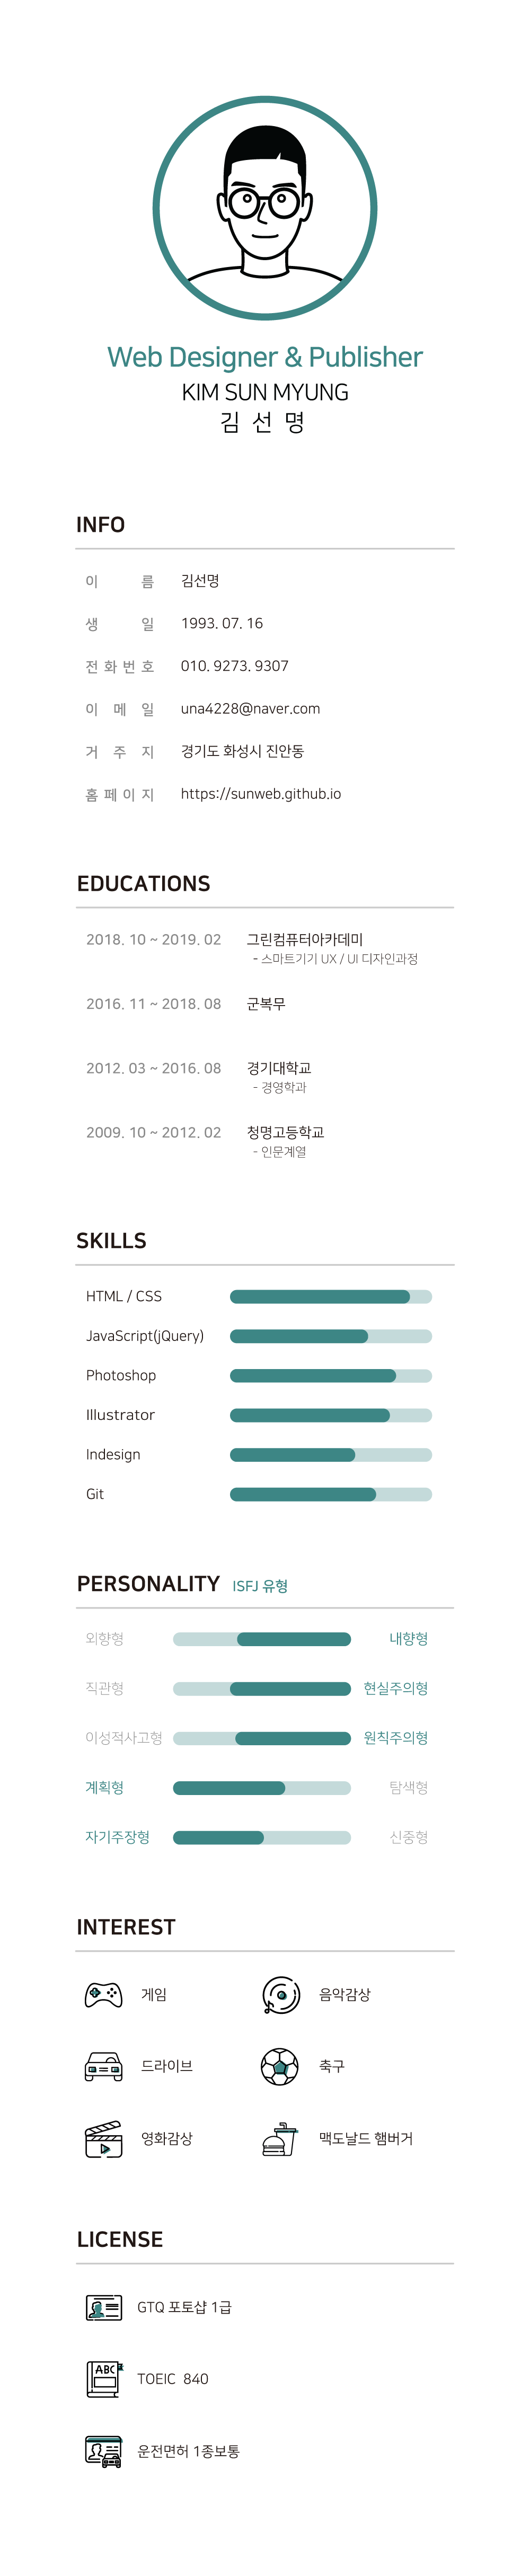 Web Designer & Publisher
KIM SUN MYUNG
김 선 명
INFO
이 름 김선명
생 일 1993. 07. 16
전 화 번 호 010. 9273. 9307
이 메 일 una4228@naver.com
거 주 지 경기도 화성시 진안동
홈 페 이 지 https://sunweb.github.io
EDUCATIONS
2018. 10 ~ 2019. 02 그린컴퓨터아카데미
- 스마트기기 UX / UI 디자인과정
2016. 11 ~ 2018. 08 군복무
2012. 03 ~ 2016. 08 경기대학교
- 경영학과
2009. 10 ~ 2012. 02 청명고등학교
- 인문계열
SKILLS
HTML / CSS
JavaScript(jQuery)
Photoshop
Illustrator
Indesign
Git
PERSONALITY ISFJ 유형
외향형 내향형
직관형 현실주의형
이성적사고형 원칙주의형
계획형 탐색형
자기주장형 신중형
INTEREST
게임 음악감상
드라이브 축구
영화감상 맥도날드 햄버거
LICENSE
GTQ 포토샵 1급
ABC
TOEIC 840
운전면허 1종보통